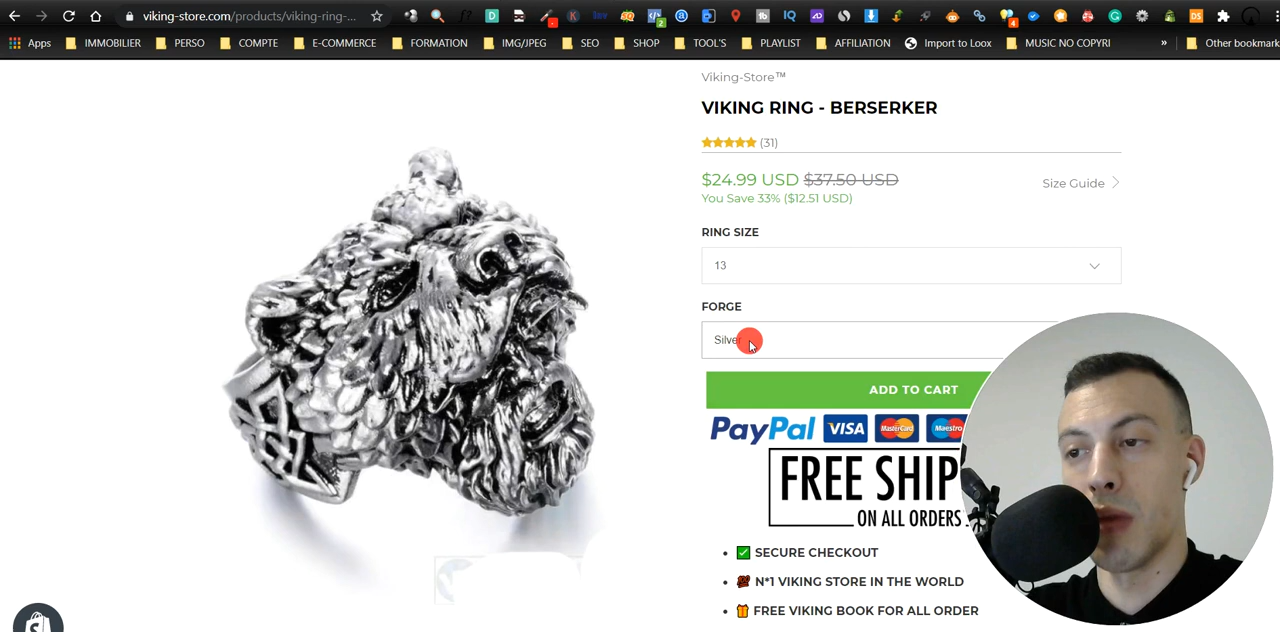 viking-store.com/products/viking-ring-...
Apps IMMOBILIER PERSO COMPTE E-COMMERCE FORMATION IMG/JPEG SEO SHOP TOOL'S PLAYLIST AFFILIATION Import to Loox MUSIC NO COPYRI » Other bookmark
Viking-Store™
VIKING RING - BERSERKER
(31)
$24.99 USD $37.50 USD
You Save 33% ($12.51 USD)
Size Guide
RING SIZE
13
FORGE
Silver
ADD TO CART
PayPal VISA MasterCard Maestro
FREE SHIP
ON ALL ORDERS
SECURE CHECKOUT
N*1 VIKING STORE IN THE WORLD
FREE VIKING BOOK FOR ALL ORDER